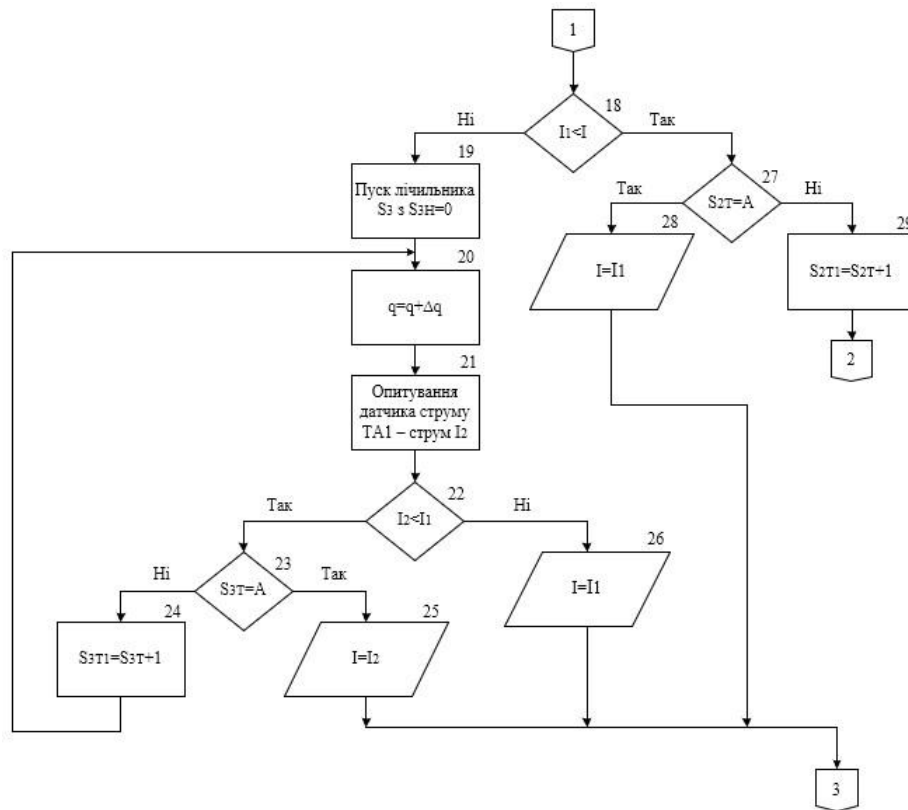 1
18
I1<I
Ні
Так
19
Пуск лічильника
S3 з S3Н=0
27
S2Т=А
Так
Ні
28
I=I1
29
S2Т1=S2Т+1
20
q=q+Δq
2
21
Опитування
датчика струму
ТА1 – струм I2
22
I2<I1
Так
Ні
23
S3Т=А
Ні
Так
26
I=I1
24
S3Т1=S3Т+1
25
I=I2
3